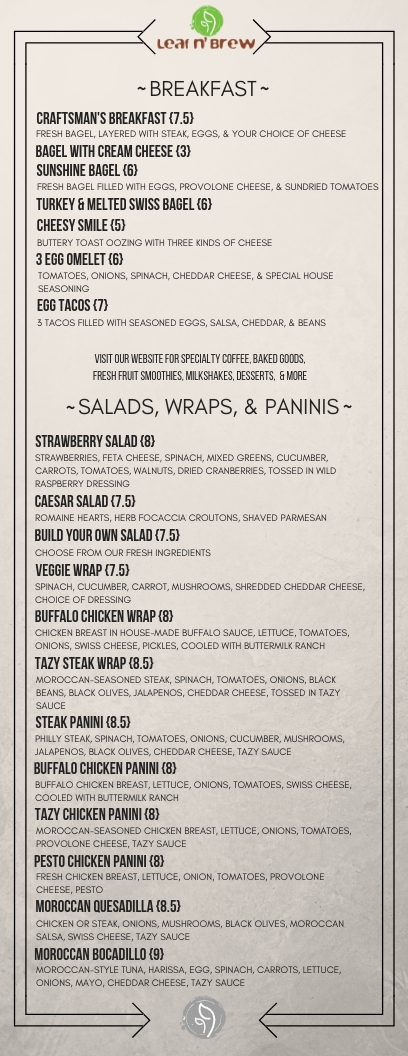 Leaf n' Brew
~BREAKFAST~
CRAFTSMAN'S BREAKFAST {7.5}
FRESH BAGEL, LAYERED WITH STEAK, EGGS, & YOUR CHOICE OF CHEESE
BAGEL WITH CREAM CHEESE {3}
SUNSHINE BAGEL {6}
FRESH BAGEL FILLED WITH EGGS, PROVOLONE CHEESE, & SUNDRIED TOMATOES
TURKEY & MELTED SWISS BAGEL {6}
CHEESY SMILE {5}
BUTTERY TOAST OOZING WITH THREE KINDS OF CHEESE
3 EGG OMELET {6}
TOMATOES, ONIONS, SPINACH, CHEDDAR CHEESE, & SPECIAL HOUSE
SEASONING
EGG TACOS {7}
3 TACOS FILLED WITH SEASONED EGGS, SALSA, CHEDDAR, & BEANS
VISIT OUR WEBSITE FOR SPECIALTY COFFEE, BAKED GOODS,
FRESH FRUIT SMOOTHIES, MILKSHAKES, DESSERTS, & MORE
~SALADS, WRAPS, & PANINIS~
STRAWBERRY SALAD {8}
STRAWBERRIES, FETA CHEESE, SPINACH, MIXED GREENS, CUCUMBER,
CARROTS, TOMATOES, WALNUTS, DRIED CRANBERRIES, TOSSED IN WILD
RASPBERRY DRESSING
CAESAR SALAD {7.5}
ROMAINE HEARTS, HERB FOCACCIA CROUTONS, SHAVED PARMESAN
BUILD YOUR OWN SALAD {7.5}
CHOOSE FROM OUR FRESH INGREDIENTS
VEGGIE WRAP {7.5}
SPINACH, CUCUMBER, CARROT, MUSHROOMS, SHREDDED CHEDDAR CHEESE,
CHOICE OF DRESSING
BUFFALO CHICKEN WRAP {8}
CHICKEN BREAST IN HOUSE-MADE BUFFALO SAUCE, LETTUCE, TOMATOES,
ONIONS, SWISS CHEESE, PICKLES, COOLED WITH BUTTERMILK RANCH
TAZY STEAK WRAP {8.5}
MOROCCAN-SEASONED STEAK, SPINACH, TOMATOES, ONIONS, BLACK
BEANS, BLACK OLIVES, JALAPENOS, CHEDDAR CHEESE, TOSSED IN TAZY
SAUCE
STEAK PANINI {8.5}
PHILLY STEAK, SPINACH, TOMATOES, ONIONS, CUCUMBER, MUSHROOMS,
JALAPENOS, BLACK OLIVES, CHEDDAR CHEESE, TAZY SAUCE
BUFFALO CHICKEN PANINI {8}
BUFFALO CHICKEN BREAST, LETTUCE, ONIONS, TOMATOES, SWISS CHEESE,
COOLED WITH BUTTERMILK RANCH
TAZY CHICKEN PANINI {8}
MOROCCAN-SEASONED CHICKEN BREAST, LETTUCE, ONIONS, TOMATOES,
PROVOLONE CHEESE, TAZY SAUCE
PESTO CHICKEN PANINI {8}
FRESH CHICKEN BREAST, LETTUCE, ONION, TOMATOES, PROVOLONE
CHEESE, PESTO
MOROCCAN QUESADILLA {8.5}
CHICKEN OR STEAK, ONIONS, MUSHROOMS, BLACK OLIVES, MOROCCAN
SALSA, SWISS CHEESE, TAZY SAUCE
MOROCCAN BOCADILLO {9}
MOROCCAN-STYLE TUNA, HARISSA, EGG, SPINACH, CARROTS, LETTUCE,
ONIONS, MAYO, CHEDDAR CHEESE, TAZY SAUCE